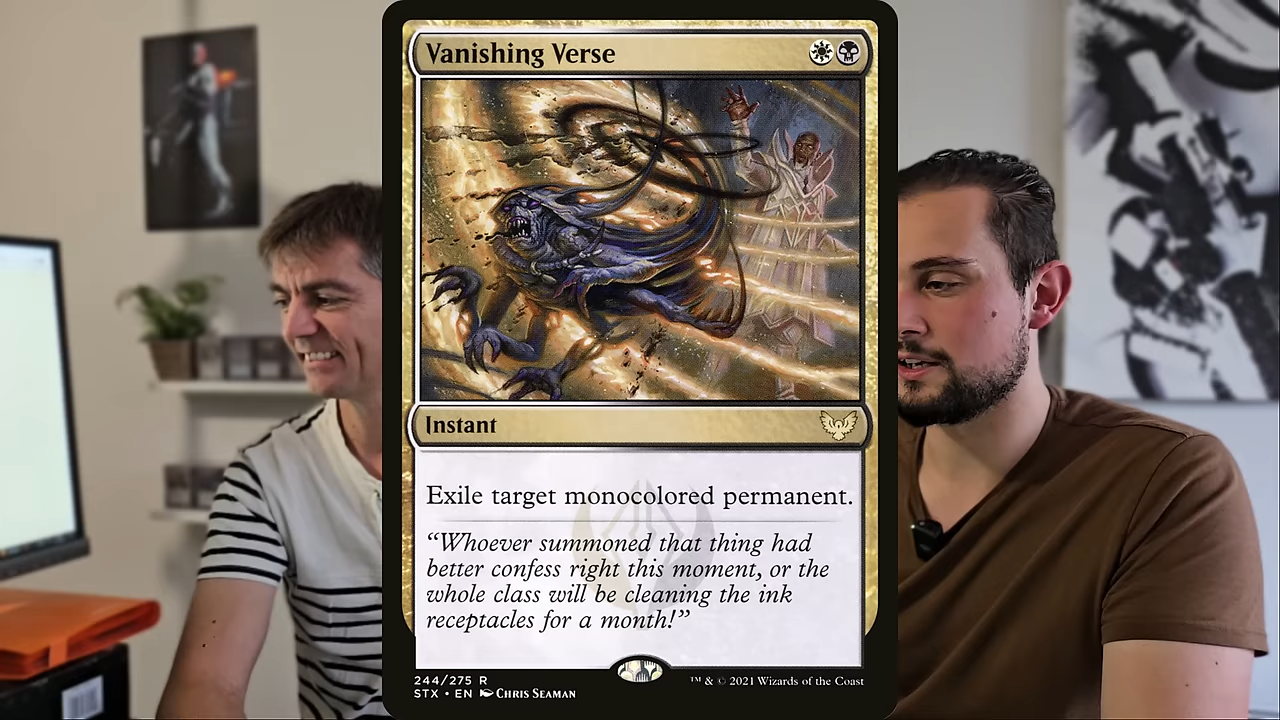 Vanishing Verse
Instant
Exile target monocolored permanent.
“Whoever summoned that thing had
better confess right this moment, or the
whole class will be cleaning the ink
receptacles for a month!”
244/275 R
STX • EN Chris Seaman
™ & © 2021 Wizards of the Coast